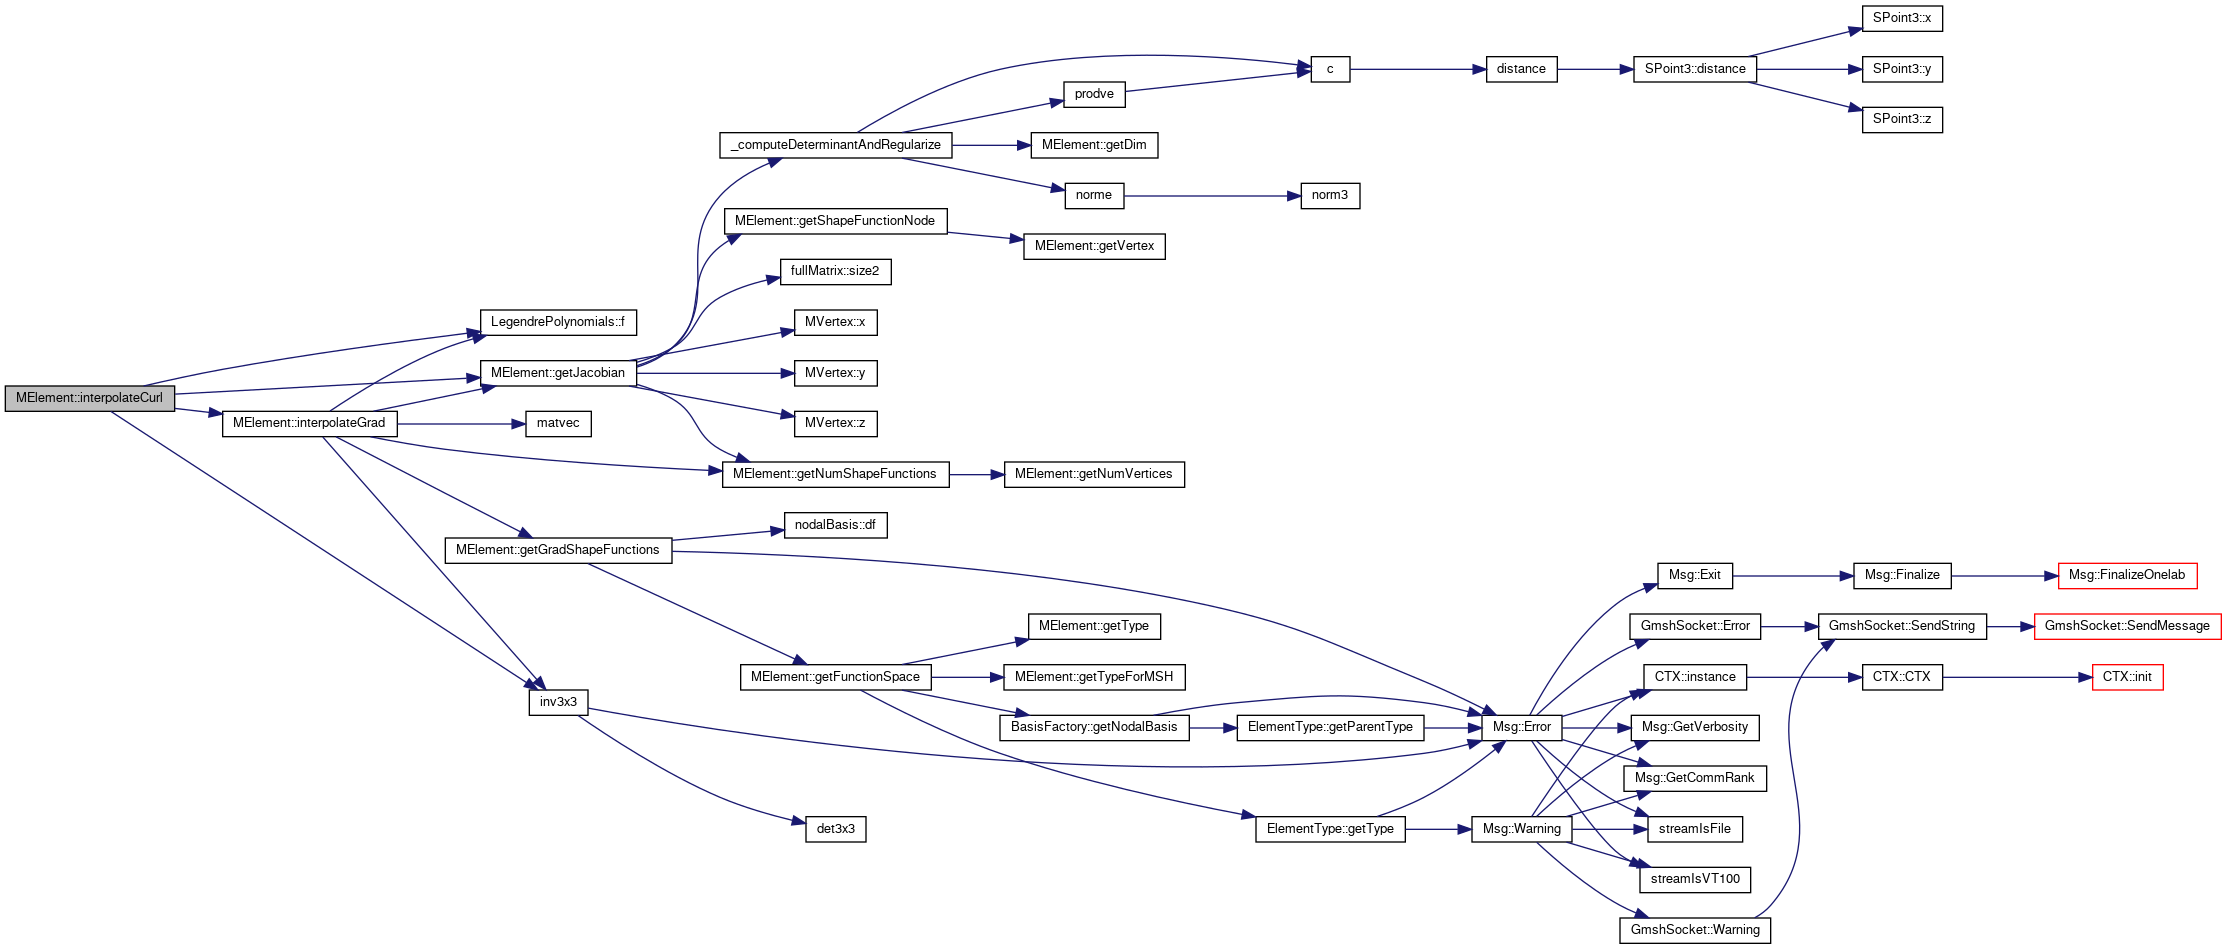 SPoint3::x
c
distance
SPoint3::distance
SPoint3::y
prodve
SPoint3::z
_computeDeterminantAndRegularize
MElement::getDim
norme
norm3
MElement::getShapeFunctionNode
MElement::getVertex
fullMatrix::size2
LegendrePolynomials::f
MVertex::x
MElement::getJacobian
MVertex::y
MElement::interpolateCurl
MElement::interpolateGrad
matvec
MVertex::z
MElement::getNumShapeFunctions
MElement::getNumVertices
nodalBasis::df
MElement::getGradShapeFunctions
Msg::Exit
Msg::Finalize
Msg::FinalizeOnelab
MElement::getType
GmshSocket::Error
GmshSocket::SendString
GmshSocket::SendMessage
MElement::getFunctionSpace
MElement::getTypeForMSH
CTX::instance
CTX::CTX
CTX::init
inv3x3
BasisFactory::getNodalBasis
ElementType::getParentType
Msg::Error
Msg::GetVerbosity
Msg::GetCommRank
det3x3
ElementType::getType
Msg::Warning
streamIsFile
streamIsVT100
GmshSocket::Warning